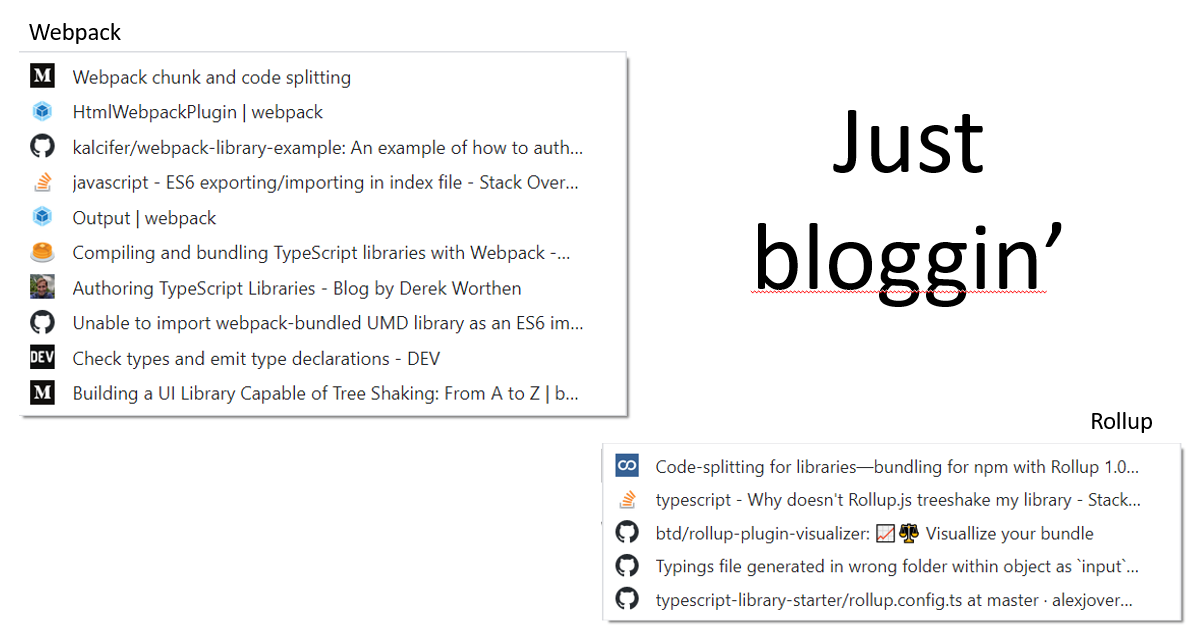 Webpack
M Webpack chunk and code splitting
HtmlWebpackPlugin | webpack
kalcifer/webpack-library-example: An example of how to auth...
javascript - ES6 exporting/importing in index file - Stack Over...
Output | webpack
Compiling and bundling TypeScript libraries with Webpack -...
Authoring TypeScript Libraries - Blog by Derek Worthen
Unable to import webpack-bundled UMD library as an ES6 im...
DEV Check types and emit type declarations - DEV
M Building a UI Library Capable of Tree Shaking: From A to Z | b...
Just
bloggin’
Rollup
Code-splitting for libraries—bundling for npm with Rollup 1.0...
typescript - Why doesn't Rollup.js treeshake my library - Stack...
btd/rollup-plugin-visualizer: 📈⚖️ Visuallize your bundle
Typings file generated in wrong folder within object as `input`...
typescript-library-starter/rollup.config.ts at master · alexjover...